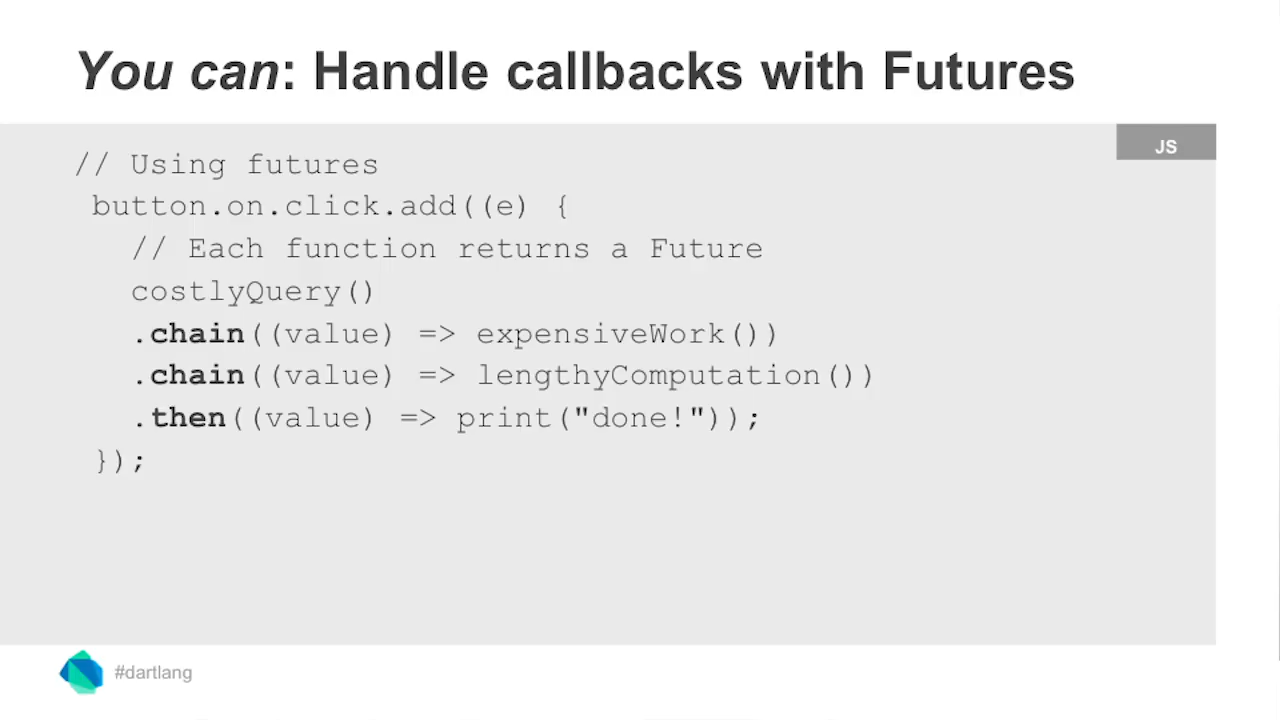 You can: Handle callbacks with Futures
JS
// Using futures
button.on.click.add((e) {
// Each function returns a Future
costlyQuery()
.chain((value) => expensiveWork())
.chain((value) => lengthyComputation())
.then((value) => print("done!"));
});
#dartlang